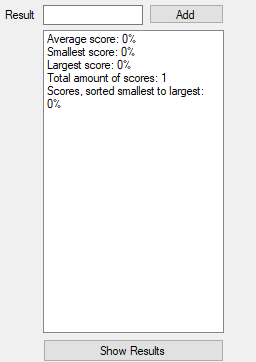 Result
Add
Average score: 0%
Smallest score: 0%
Largest score: 0%
Total amount of scores: 1
Scores, sorted smallest to largest:
0%
Show Results